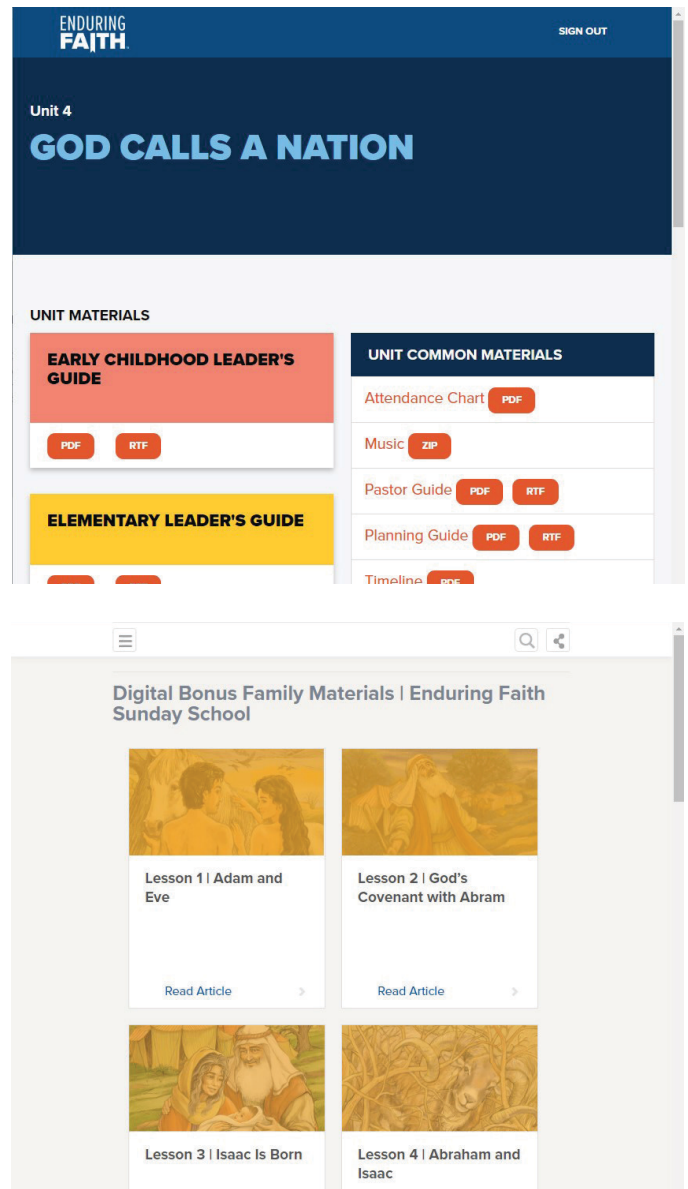 ENDURING
FAITH
SIGN OUT
Unit 4
GOD CALLS A NATION
UNIT MATERIALS
EARLY CHILDHOOD LEADER'S
GUIDE
PDF RTF
ELEMENTARY LEADER'S GUIDE
UNIT COMMON MATERIALS
Attendance Chart PDF
Music ZIP
Pastor Guide PDF RTF
Planning Guide PDF RTF
Timeline PDF
Digital Bonus Family Materials | Enduring Faith
Sunday School
Lesson 1 | Adam and
Eve
Read Article
Lesson 2 | God's
Covenant with Abram
Read Article
Lesson 3 | Isaac Is Born
Lesson 4 | Abraham and
Isaac